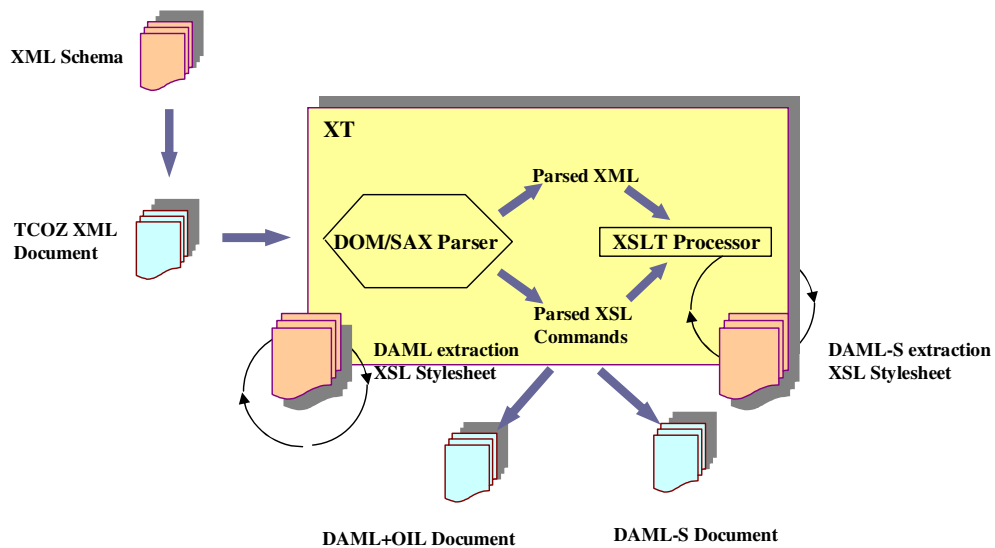 XML Schema
XT
Parsed XML
TCOZ XML
Document
DOM/SAX Parser
XSLT Processor
Parsed XSL
Commands
DAML extraction
XSL Stylesheet
DAML-S extraction
XSL Stylesheet
DAML+OIL Document
DAML-S Document